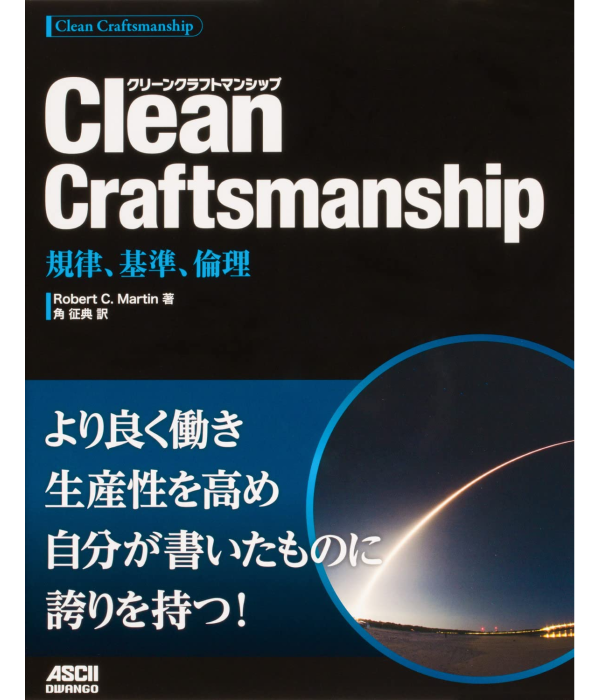 Clean Craftsmanship
クリーンクラフトマンシップ
Clean
Craftsmanship
規律、基準、倫理
Robert C. Martin 著
角 征典 訳
より良く働き
生産性を高め
自分が書いたものに
誇りを持つ!
ASCII
DWANGO